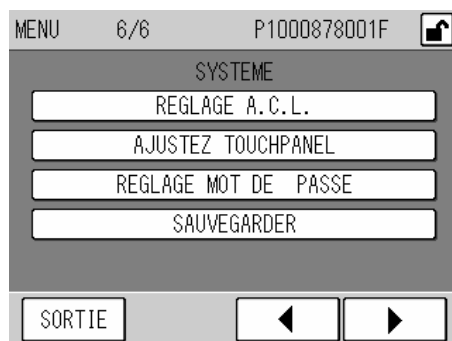 MENU 6/6 P1000878001F
SYSTEME
REGLAGE A.C.L.
AJUSTEZ TOUCHPANEL
REGLAGE MOT DE PASSE
SAUVEGARDER
SORTIE